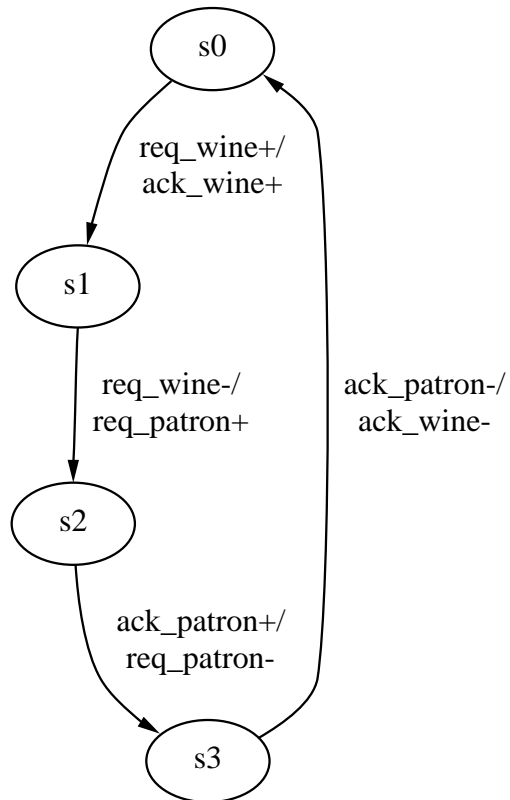 s0
req_wine+/
ack_wine+
s1
req_wine-/
req_patron+
ack_patron-/
ack_wine-
s2
ack_patron+/
req_patron-
s3